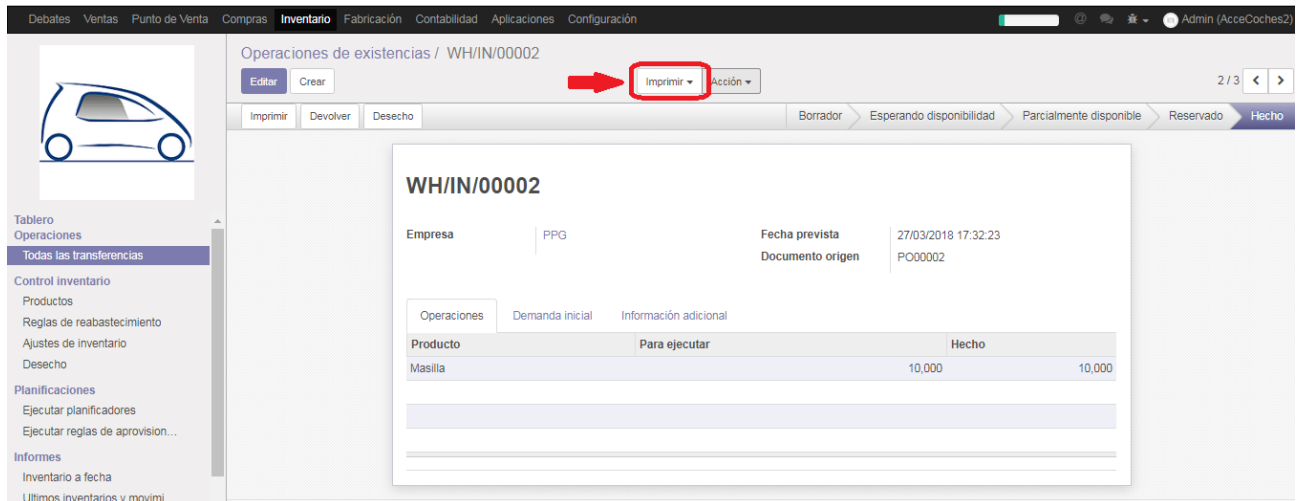 Debates Ventas Punto de Venta Compras Inventario Fabricación Contabilidad Aplicaciones Configuración @ Admin (AcceCoches2)
Operaciones de existencias / WH/IN/00002
Editar Crear Imprimir Acción 2 / 3
Imprimir Devolver Desecho Borrador Esperando disponibilidad Parcialmente disponible Reservado Hecho
WH/IN/00002
Empresa PPG Fecha prevista 27/03/2018 17:32:23
Documento origen PO00002
Operaciones Demanda inicial Información adicional
Producto Para ejecutar Hecho
Masilla 10,000 10,000
Tablero
Operaciones
Todas las transferencias
Control inventario
Productos
Reglas de reabastecimiento
Ajustes de inventario
Desecho
Planificaciones
Ejecutar planificadores
Ejecutar reglas de aprovision...
Informes
Inventario a fecha
Ultimos inventarios y movimi